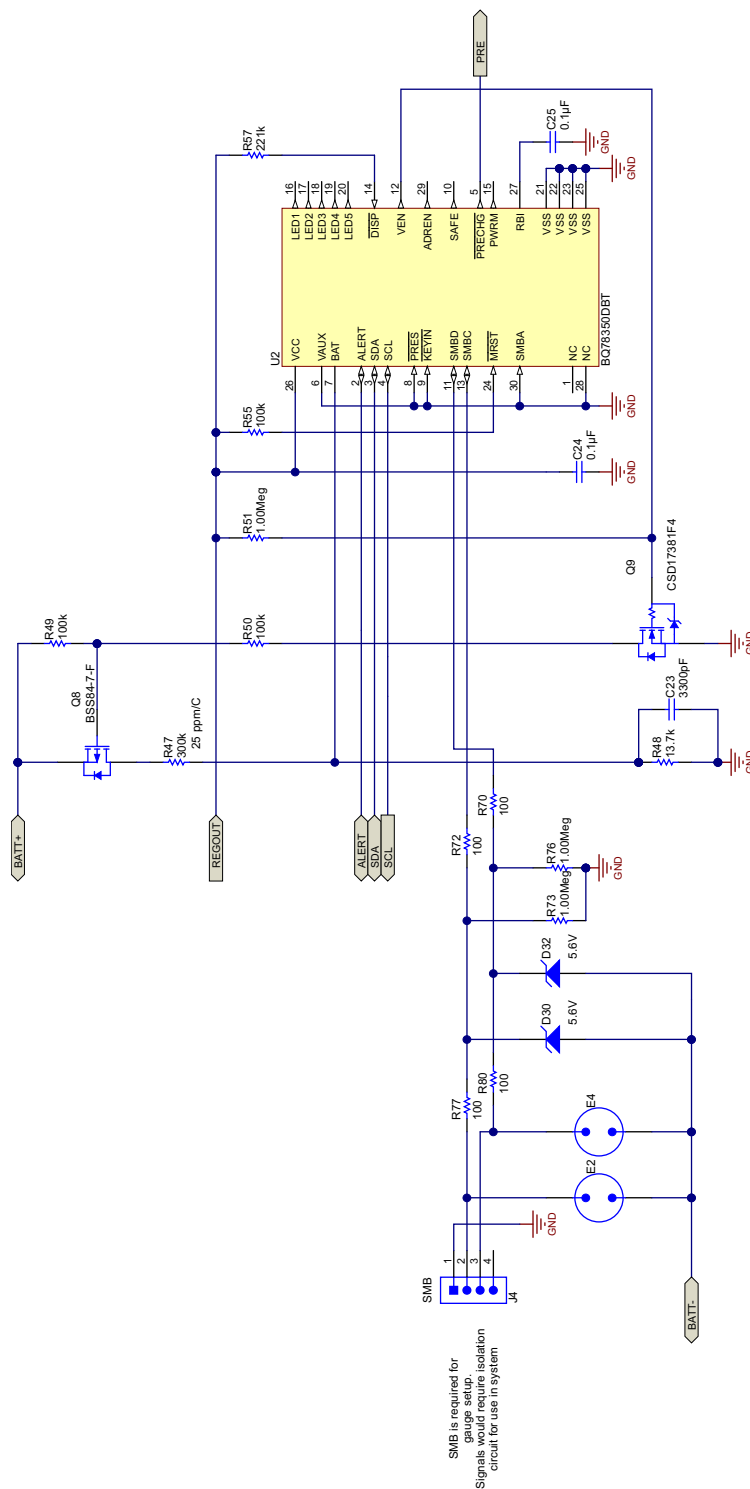 BATT+
Q8
BSS84-7-F
R49
100k
R47
300k
25 ppm/C
REGOUT
R50
100k
R51
1.00Meg
R55
100k
R57
221k
ALERT
SDA
SCL
U2
26
VCC
6
VAUX
7
BAT
2
ALERT
3
SDA
4
SCL
8
PRES
9
KEYIN
11
SMBD
13
SMBC
24
MRST
30
SMBA
1
NC
28
NC
LED1
16
LED2
17
LED3
18
LED4
19
LED5
20
DISP
14
VEN
12
ADREN
29
SAFE
10
PRECHG
5
PWRM
15
RBI
27
VSS
21
VSS
22
VSS
23
VSS
25
BQ78350DBT
PRE
C25
0.1µF
GND
GND
GND
C24
0.1µF
GND
Q9
CSD17381F4
GND
C23
3300pF
R48
13.7k
GND
R72
100
R70
100
R76
1.00Meg
R73
1.00Meg
GND
D32
5.6V
D30
5.6V
R77
100
R80
100
E4
E2
GND
SMB
1
2
3
4
J4
BATT-
SMB is required for
gauge setup.
Signals would require isolation
circuit for use in system